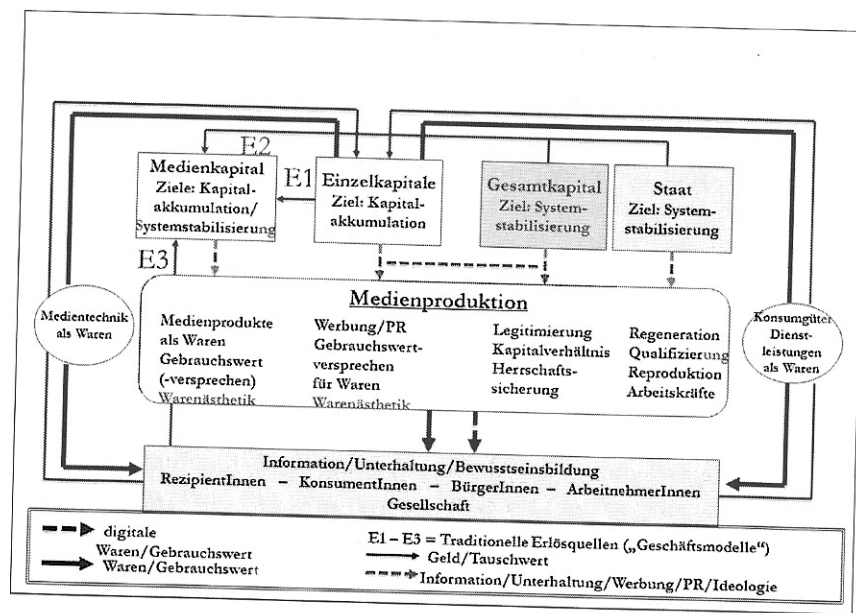 E2
Medienkapital
Ziele: Kapital-
akkumulation/
Systemstabilisierung
E1
Einzelkapitale
Ziel: Kapital-
akkumulation
Gesamtkapital
Ziel: System-
stabilisierung
Staat
Ziel: System-
stabilisierung
E3
Medientechnik
als Waren
Medienproduktion
Medienprodukte
als Waren
Gebrauchswert
(-versprechen)
Warenästhetik
Werbung/PR
Gebrauchswert-
versprechen
für Waren
Warenästhetik
Legitimierung
Kapitalverhältnis
Herrschafts-
sicherung
Regeneration
Qualifizierung
Reproduktion
Arbeitskräfte
Konsumgüter
Dienst-
leistungen
als Waren
Information/Unterhaltung/Bewusstseinsbildung
RezipientInnen – KonsumentInnen – BürgerInnen – ArbeitnehmerInnen
Gesellschaft
digitale
Waren/Gebrauchswert
Waren/Gebrauchswert
E1 – E3 = Traditionelle Erlösquellen („Geschäftsmodelle“)
Geld/Tauschwert
Information/Unterhaltung/Werbung/PR/Ideologie